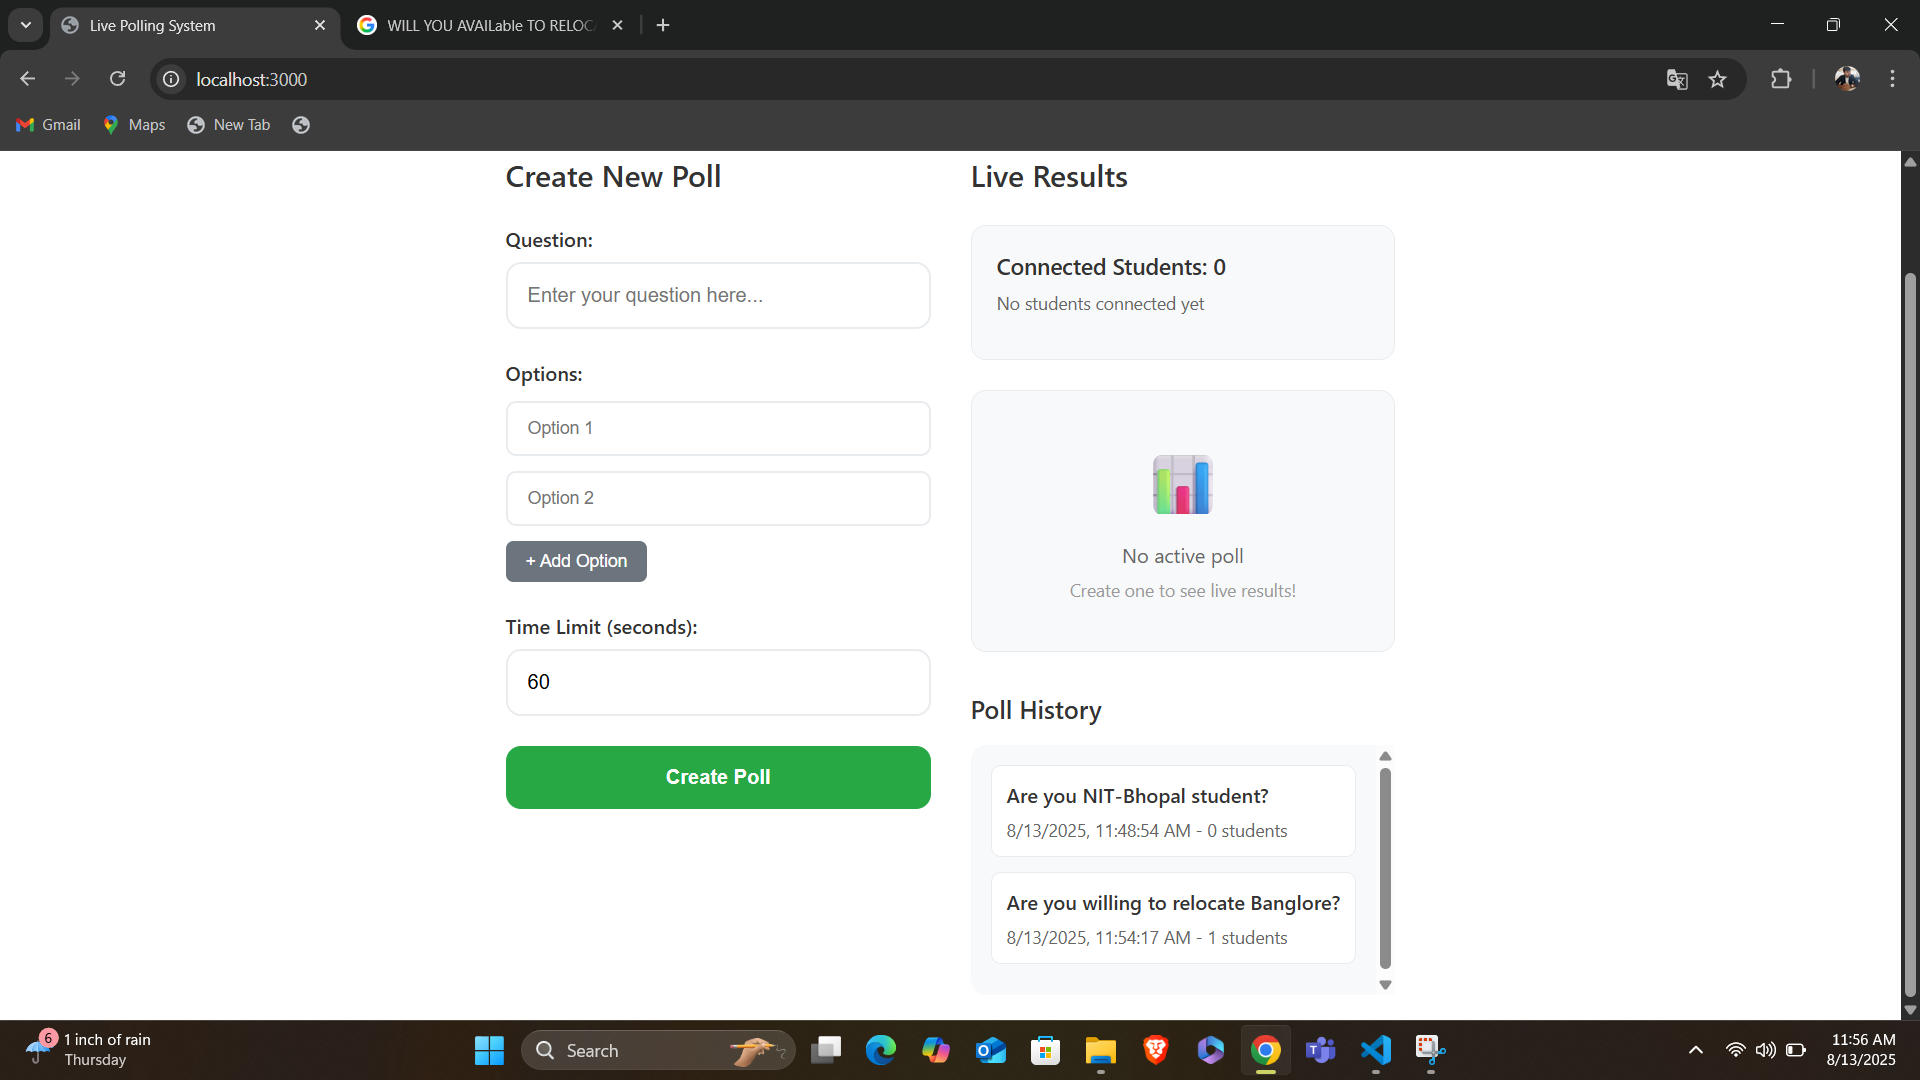 Live Polling System
WILL YOU AVAILable TO RELOC
localhost:3000
Gmail
Maps
New Tab
Create New Poll
Question:
Enter your question here...
Options:
Option 1
Option 2
+ Add Option
Time Limit (seconds):
60
Create Poll
Live Results
Connected Students: 0
No students connected yet
No active poll
Create one to see live results!
Poll History
Are you NIT-Bhopal student?
8/13/2025, 11:48:54 AM - 0 students
Are you willing to relocate Banglore?
8/13/2025, 11:54:17 AM - 1 students
6
1 inch of rain
Thursday
Search
11:56 AM
8/13/2025